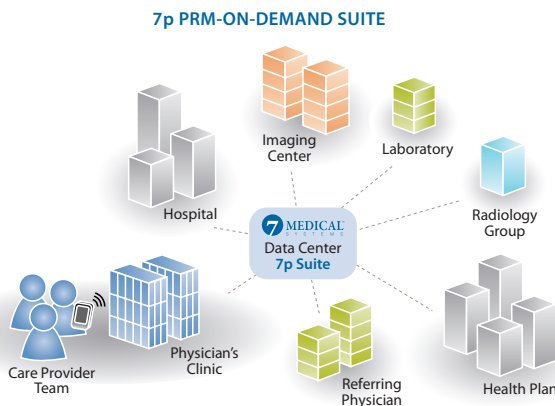 7p PRM-ON-DEMAND SUITE
Imaging
Center
Laboratory
Hospital
Radiology
Group
7 MEDICAL™
SYSTEMS
Data Center
7p Suite
Physician's
Clinic
Care Provider
Team
Referring
Physician
Health Plan